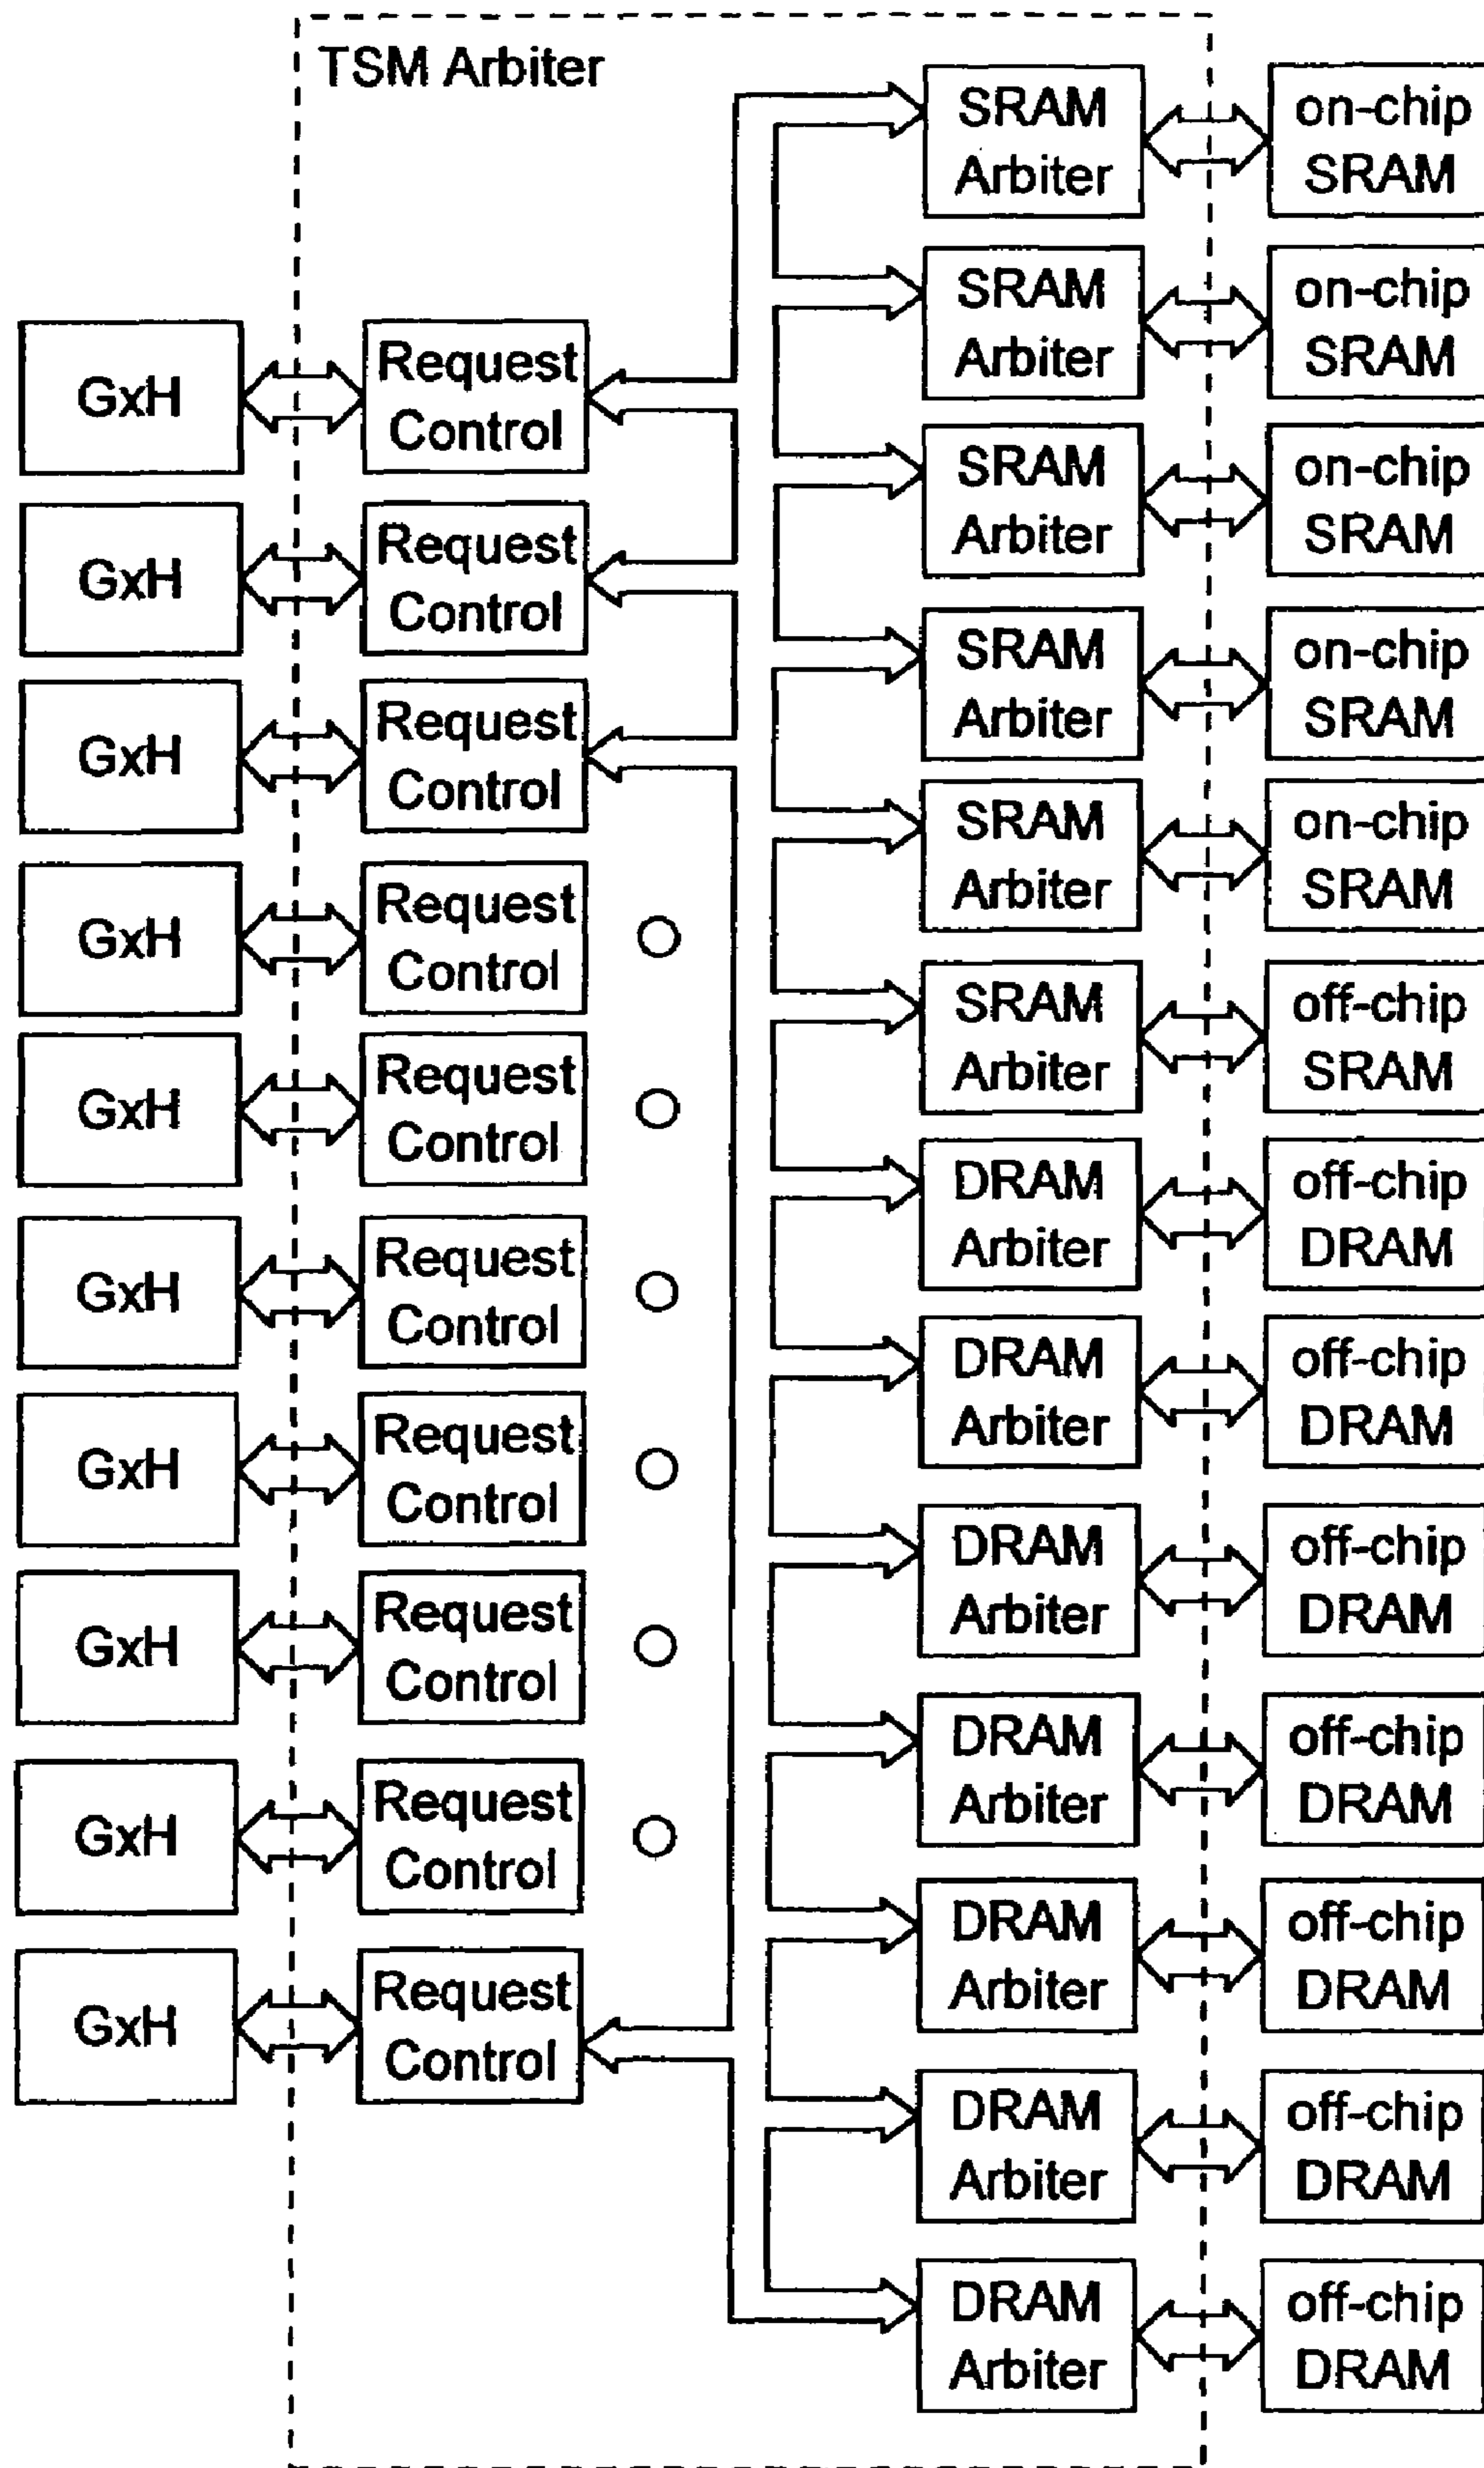 TSM Arbiter
GxH
GxH
GxH
GxH
GxH
GxH
GxH
GxH
GxH
GxH
Request
Control
Request
Control
Request
Control
Request
Control
Request
Control
Request
Control
Request
Control
Request
Control
Request
Control
Request
Control
SRAM
Arbiter
SRAM
Arbiter
SRAM
Arbiter
SRAM
Arbiter
SRAM
Arbiter
SRAM
Arbiter
DRAM
Arbiter
DRAM
Arbiter
DRAM
Arbiter
DRAM
Arbiter
DRAM
Arbiter
DRAM
Arbiter
DRAM
Arbiter
on-chip
SRAM
on-chip
SRAM
on-chip
SRAM
on-chip
SRAM
on-chip
SRAM
off-chip
SRAM
off-chip
DRAM
off-chip
DRAM
off-chip
DRAM
off-chip
DRAM
off-chip
DRAM
off-chip
DRAM
off-chip
DRAM